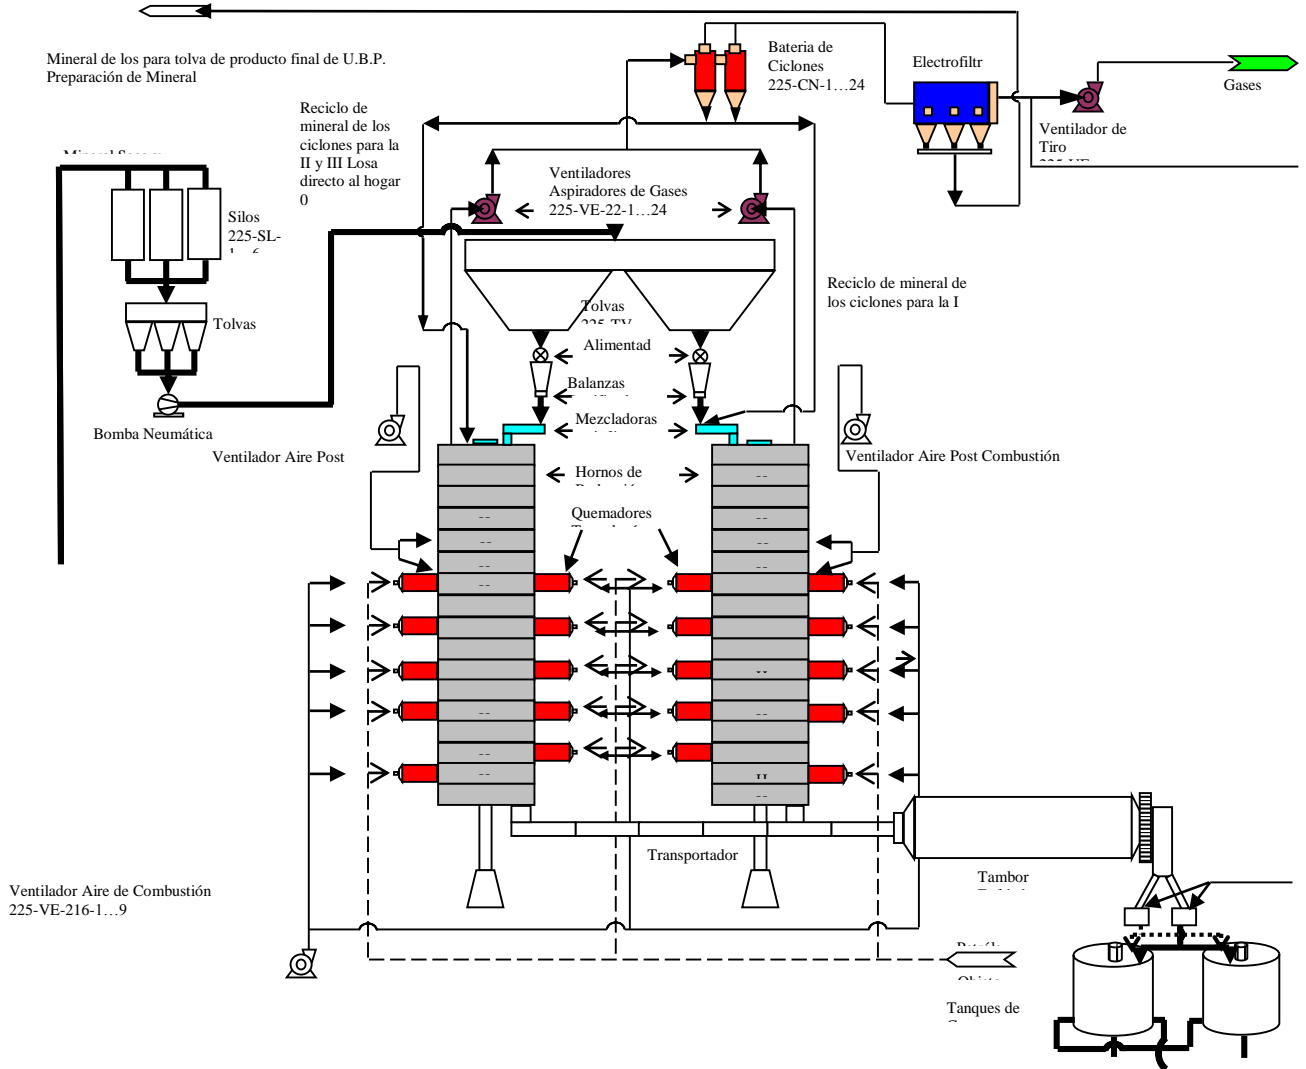 Mineral de los para tolva de producto final de U.B.P.
Preparación de Mineral
Reciclo de
mineral de los
ciclones para la
II y III Losa
directo al hogar
0
Bateria de
Ciclones
225-CN-1…24
Electrofiltr
Gases
Ventilador de
Tiro
Ventiladores
Aspiradores de Gases
225-VE-22-1…24
Silos
225-SL-
Tolvas
Bomba Neumática
Reciclo de mineral de
los ciclones para la I
Tolvas
Alimentad
Balanzas
Mezcladoras
Ventilador Aire Post
Ventilador Aire Post Combustión
Hornos de
Quemadores
Transportador
Tambor
Ventilador Aire de Combustión
225-VE-216-1…9
Tanques de